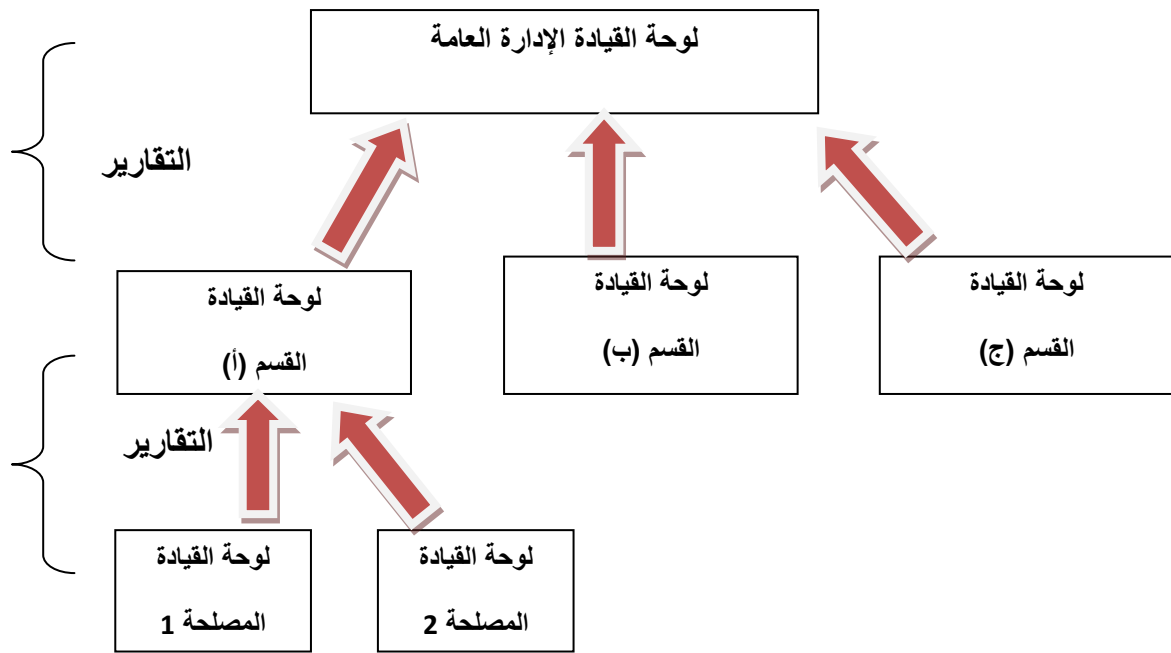 لوحة القيادة الإدارة العامة
التقارير
لوحة القيادة
القسم (أ)
لوحة القيادة
القسم (ب)
لوحة القيادة
القسم (ج)
التقارير
لوحة القيادة
المصلحة 1
لوحة القيادة
المصلحة 2